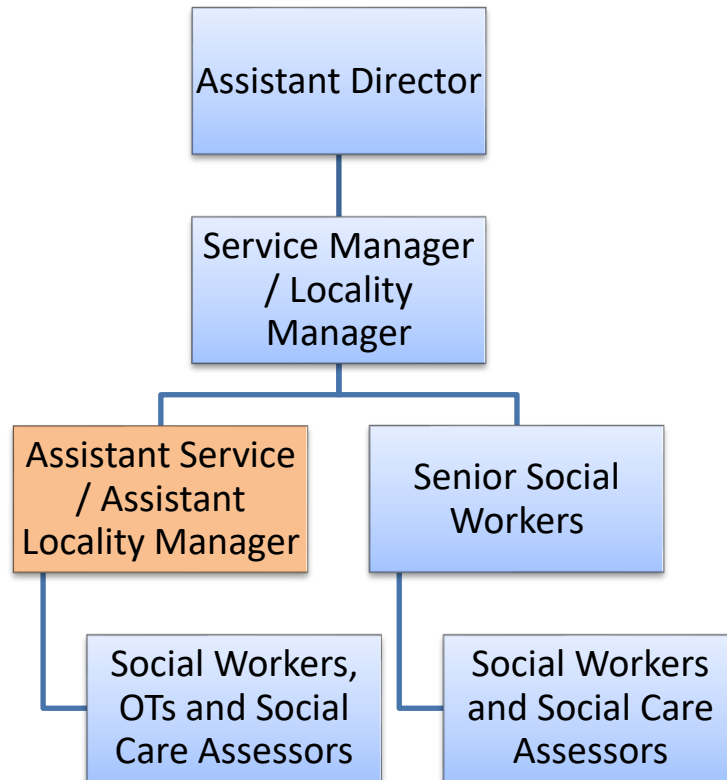 Assistant Director
Service Manager
/ Locality
Manager
Assistant Service
/ Assistant
Locality Manager
Senior Social
Workers
Social Workers,
OTs and Social
Care Assessors
Social Workers
and Social Care
Assessors